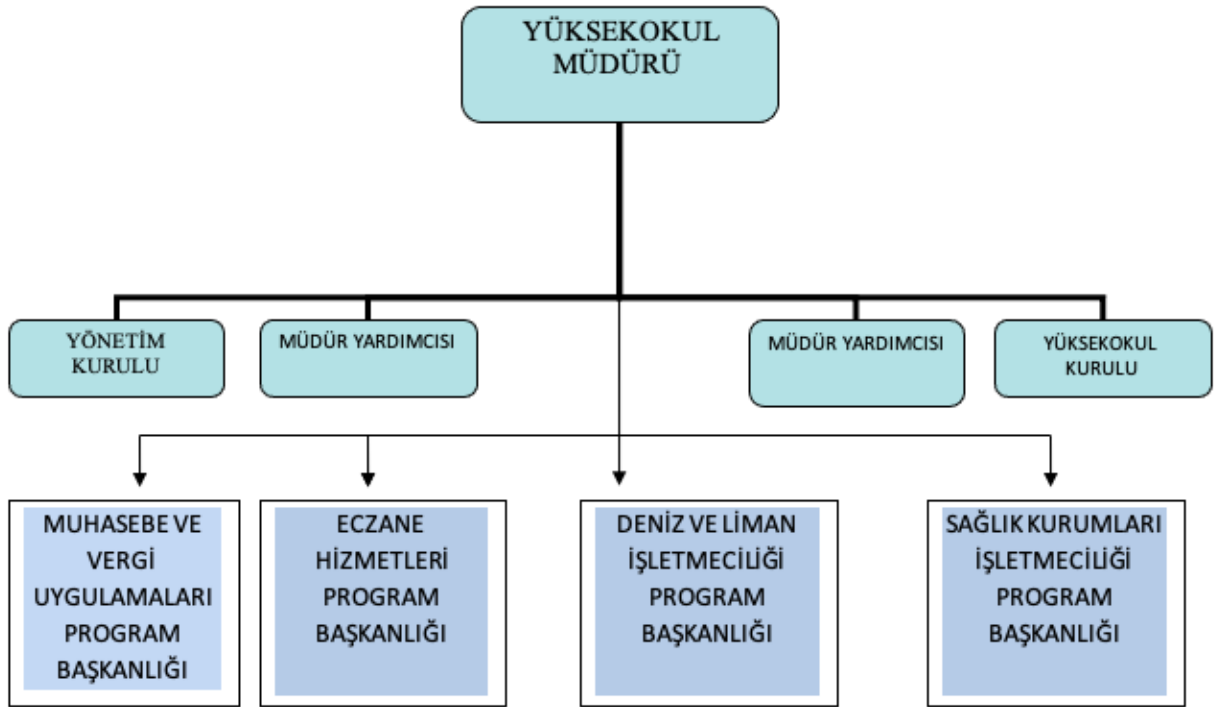 YÜKSEKOKUL
MÜDÜRÜ
YÖNETİM
KURULU
MÜDÜR YARDIMCISI
MÜDÜR YARDIMCISI
YÜKSEKOKUL
KURULU
MUHASEBE VE
VERGİ
UYGULAMALARI
PROGRAM
BAŞKANLIĞI
ECZANE
HİZMETLERİ
PROGRAM
BAŞKANLIĞI
DENİZ VE LİMAN
İŞLETMECİLİĞİ
PROGRAM
BAŞKANLIĞI
SAĞLIK KURUMLARI
İŞLETMECİLİĞİ
PROGRAM
BAŞKANLIĞI